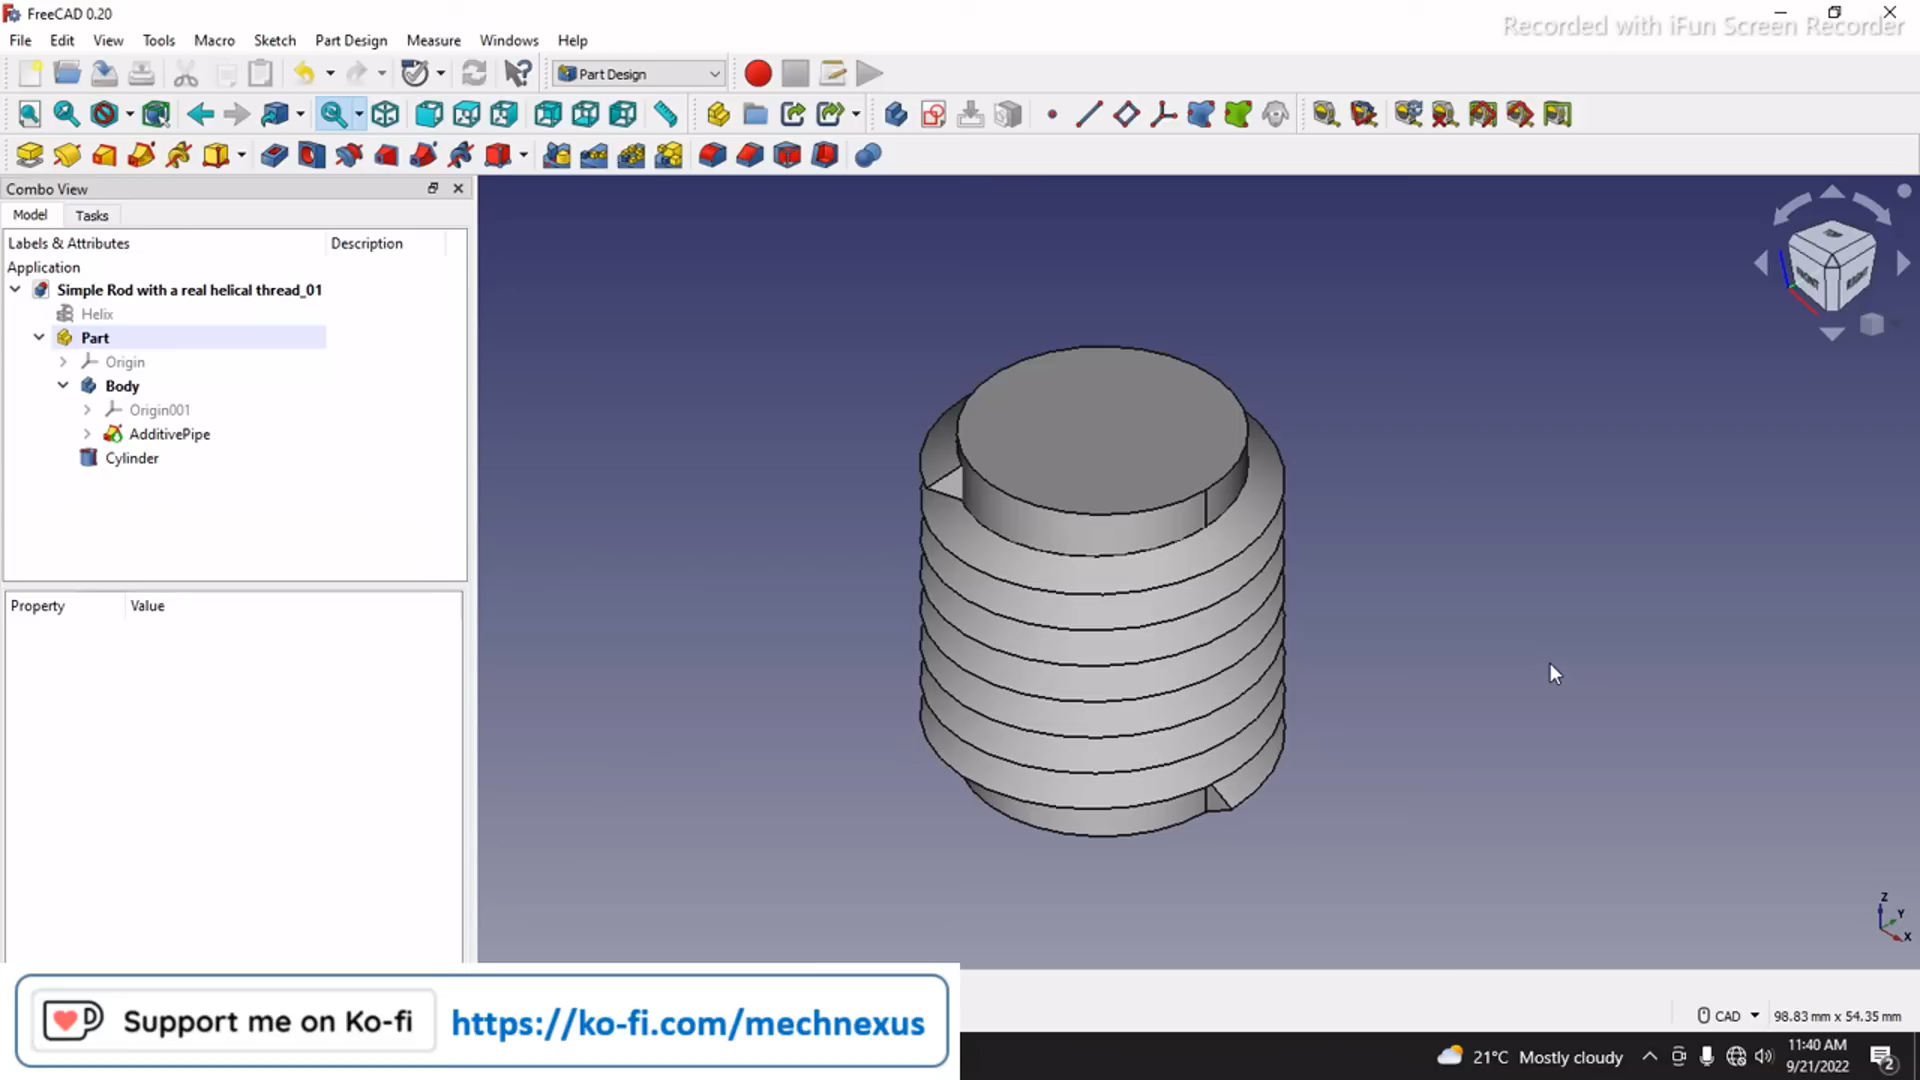 FreeCAD 0.20
Recorded with iFun Screen Recorder
File Edit View Tools Macro Sketch Part Design Measure Windows Help
Part Design
Combo View
Model Tasks
Labels & Attributes Description
Application
Simple Rod with a real helical thread_01
Helix
Part
Origin
Body
Origin001
AdditivePipe
Cylinder
Property Value
FRONT RIGHT
Z
Y
X
Support me on Ko-fi https://ko-fi.com/mechnexus
CAD 98.83 mm x 54.35 mm
21°C Mostly cloudy 11:40 AM
9/21/2022
2